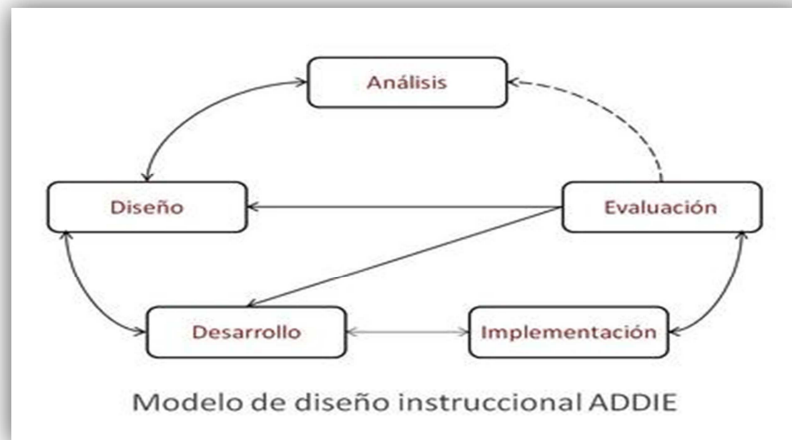 Análisis
Diseño
Evaluación
Desarrollo
Implementación
Modelo de diseño instruccional ADDIE